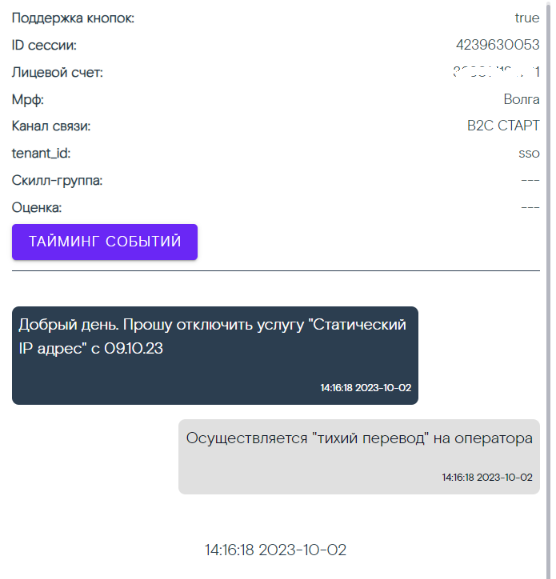 Поддержка кнопок: true
ID сессии: 4239630053
Лицевой счет:
Мрф: Волга
Канал связи: B2C СТАРТ
tenant_id: sso
Скилл-группа: ---
Оценка: ---
ТАЙМИНГ СОБЫТИЙ
Добрый день. Прошу отключить услугу "Статический
IP адрес" с 09.10.23
14:16:18 2023-10-02
Осуществляется "тихий перевод" на оператора
14:16:18 2023-10-02
14:16:18 2023-10-02